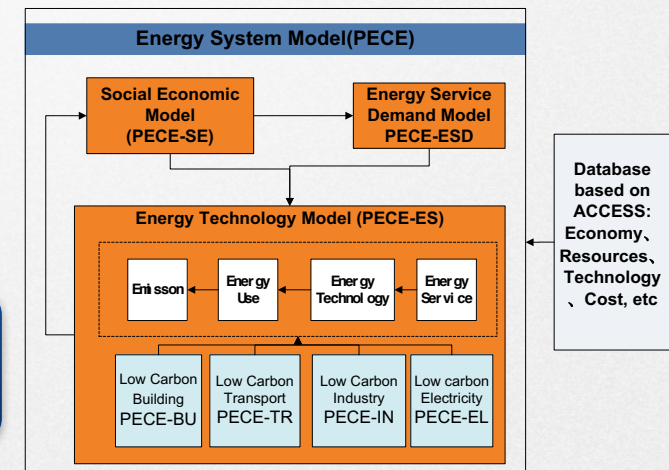 Energy System Model(PECE)
Social Economic
Model
(PECE-SE)
Energy Service
Demand Model
PECE-ESD
Energy Technology Model (PECE-ES)
Emisson
Energy
Use
Energy
Technology
Energy
Service
Low Carbon
Building
PECE-BU
Low Carbon
Transport
PECE-TR
Low Carbon
Industry
PECE-IN
Low carbon
Electricity
PECE-EL
Database
based on
ACCESS:
Economy、
Resources、
Technology
、Cost, etc